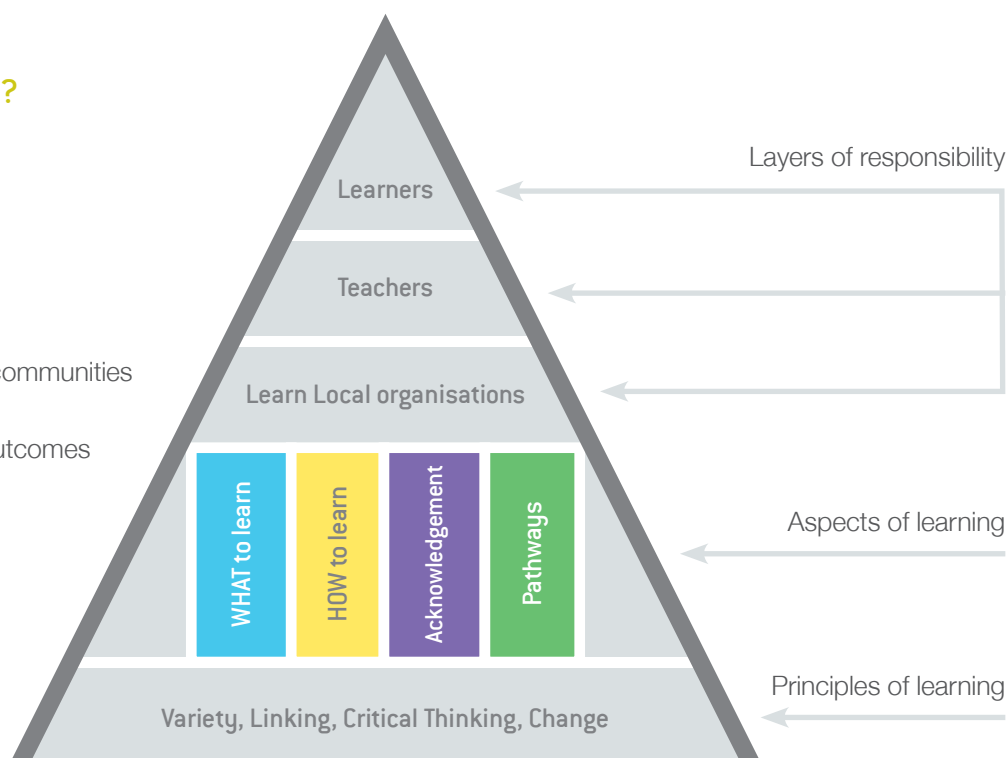 ?
Layers of responsibility
Learners
Teachers
communities
Learn Local organisations
utcomes
WHAT to learn
HOW to learn
Acknowledgement
Pathways
Aspects of learning
Principles of learning
Variety, Linking, Critical Thinking, Change